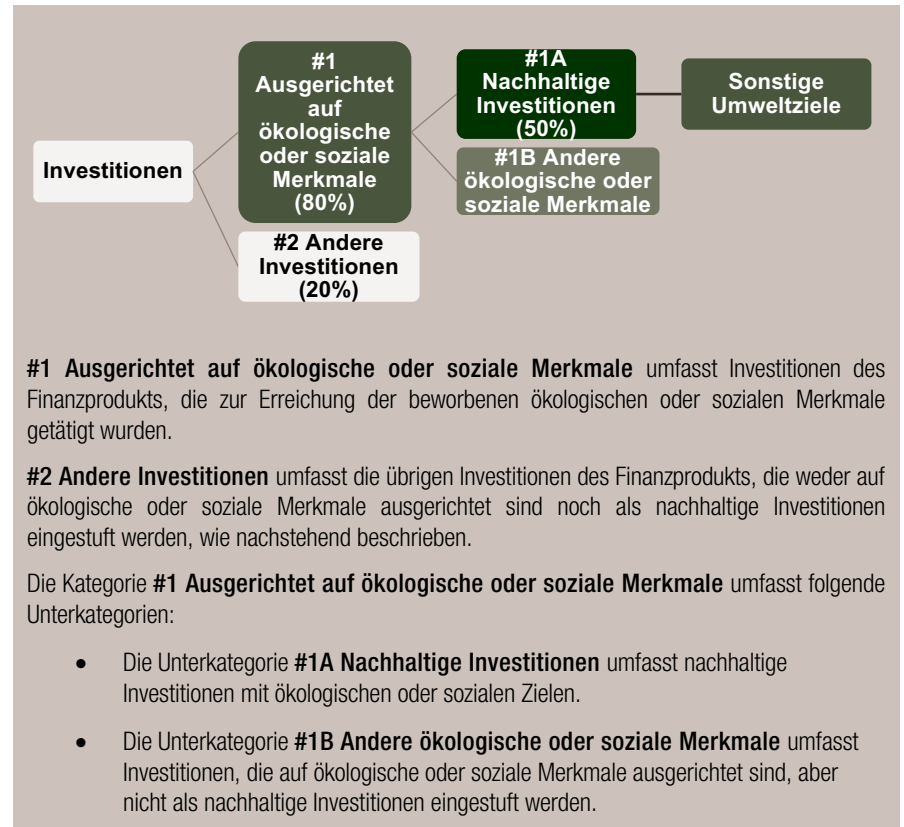 Investitionen
#1
Ausgerichtet
auf
ökologische
oder soziale
Merkmale
(80%)
#2 Andere
Investitionen
(20%)
#1A
Nachhaltige
Investitionen
(50%)
#1B Andere
ökologische oder
soziale Merkmale
Sonstige
Umweltziele
#1 Ausgerichtet auf ökologische oder soziale Merkmale umfasst Investitionen des
Finanzprodukts, die zur Erreichung der beworbenen ökologischen oder sozialen Merkmale
getätigt wurden.
#2 Andere Investitionen umfasst die übrigen Investitionen des Finanzprodukts, die weder auf
ökologische oder soziale Merkmale ausgerichtet sind noch als nachhaltige Investitionen
eingestuft werden, wie nachstehend beschrieben.
Die Kategorie #1 Ausgerichtet auf ökologische oder soziale Merkmale umfasst folgende
Unterkategorien:
• Die Unterkategorie #1A Nachhaltige Investitionen umfasst nachhaltige
Investitionen mit ökologischen oder sozialen Zielen.
• Die Unterkategorie #1B Andere ökologische oder soziale Merkmale umfasst
Investitionen, die auf ökologische oder soziale Merkmale ausgerichtet sind, aber
nicht als nachhaltige Investitionen eingestuft werden.